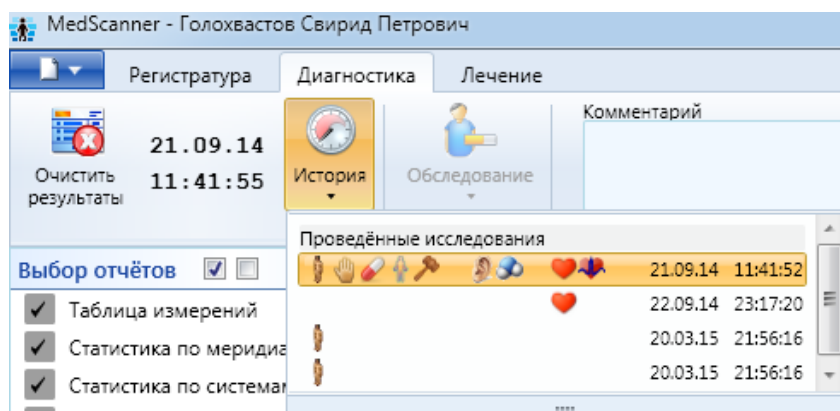 MedScanner - Голохвастов Свирид Петрович
Регистратура Диагностика Лечение
Очистить результаты
21.09.14
11:41:55
История
Обследование
Комментарий
Проведённые исследования
21.09.14 11:41:52
22.09.14 23:17:20
20.03.15 21:56:16
20.03.15 21:56:16
Выбор отчётов
Таблица измерений
Статистика по меридиа
Статистика по система